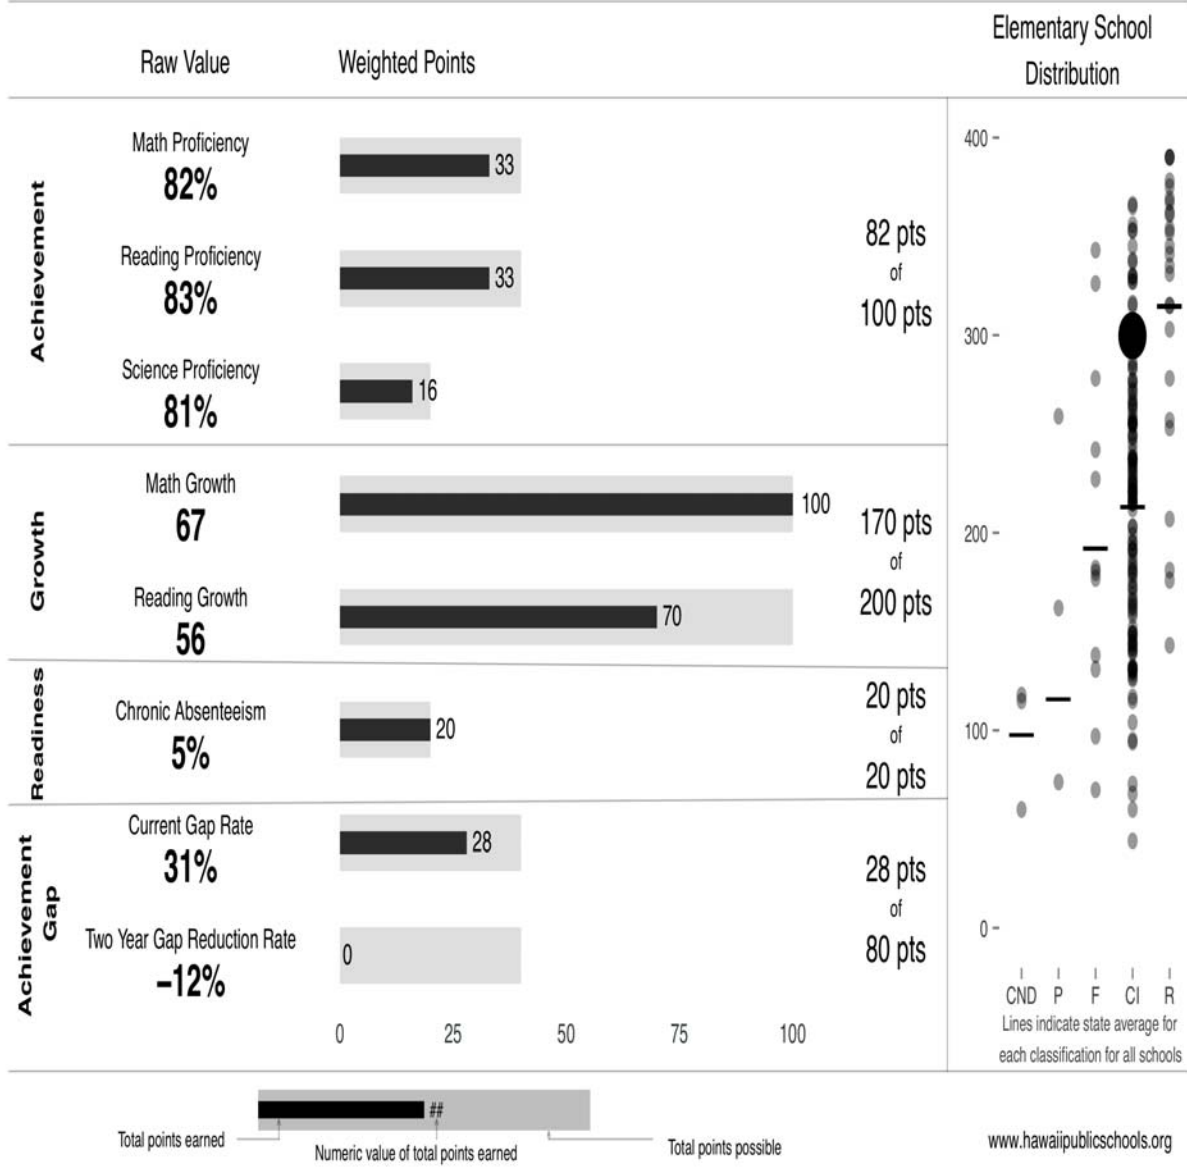 Raw Value
Weighted Points
Elementary School
Distribution
Achievement
Math Proficiency
82%
33
Reading Proficiency
83%
33
Science Proficiency
81%
16
82 pts
of
100 pts
Growth
Math Growth
67
100
Reading Growth
56
70
170 pts
of
200 pts
Readiness
Chronic Absenteeism
5%
20
20 pts
of
20 pts
Achievement
Gap
Current Gap Rate
31%
28
Two Year Gap Reduction Rate
–12%
0
28 pts
of
80 pts
0 25 50 75 100
400
300
200
100
0
CND P F CI R
Lines indicate state average for
each classification for all schools
##
Total points earned
Numeric value of total points earned
Total points possible
www.hawaiipublicschools.org